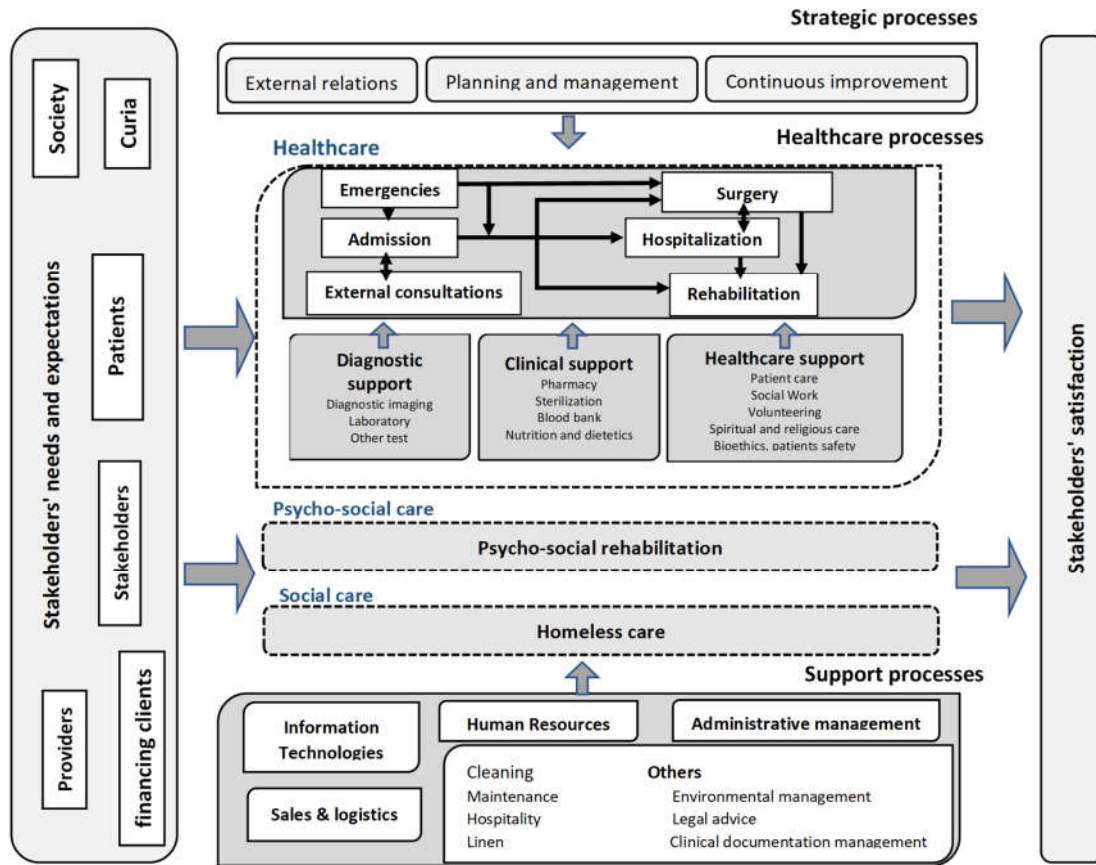 Strategic processes
External relations
Planning and management
Continuous improvement
Healthcare processes
Stakeholders' needs and expectations
Society
Curia
Patients
Stakeholders
Providers
financing clients
Healthcare
Emergencies
Surgery
Admission
Hospitalization
External consultations
Rehabilitation
Diagnostic
support
Diagnostic imaging
Laboratory
Other test
Clinical support
Pharmacy
Sterilization
Blood bank
Nutrition and dietetics
Healthcare support
Patient care
Social Work
Volunteering
Spiritual and religious care
Bioethics, patients safety
Psycho-social care
Psycho-social rehabilitation
Social care
Homeless care
Support processes
Information
Technologies
Human Resources
Administrative management
Sales & logistics
Cleaning
Maintenance
Hospitality
Linen
Others
Environmental management
Legal advice
Clinical documentation management
Stakeholders' satisfaction